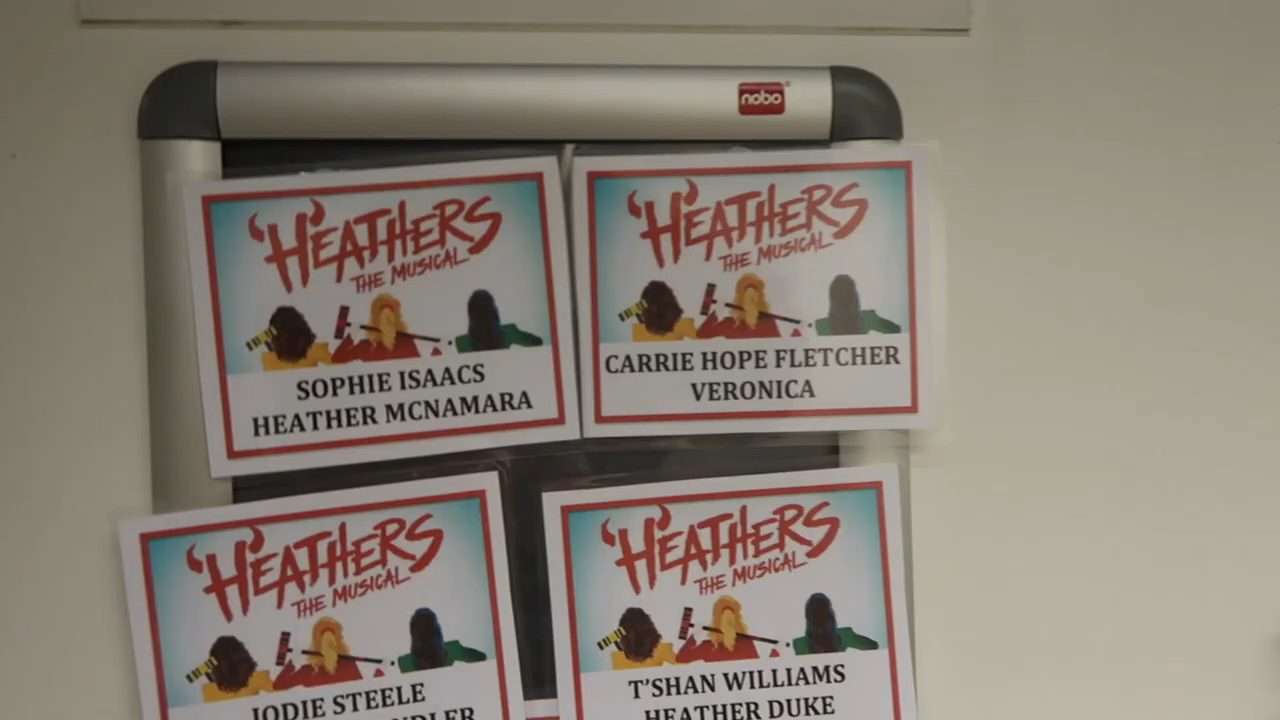 nobo
HEATHERS
THE MUSICAL
SOPHIE ISAACS
HEATHER MCNAMARA
HEATHERS
THE MUSICAL
CARRIE HOPE FLETCHER
VERONICA
HEATHERS
THE MUSICAL
JODIE STEELE
HEATHERS
THE MUSICAL
T'SHAN WILLIAMS
HEATHER DUKE